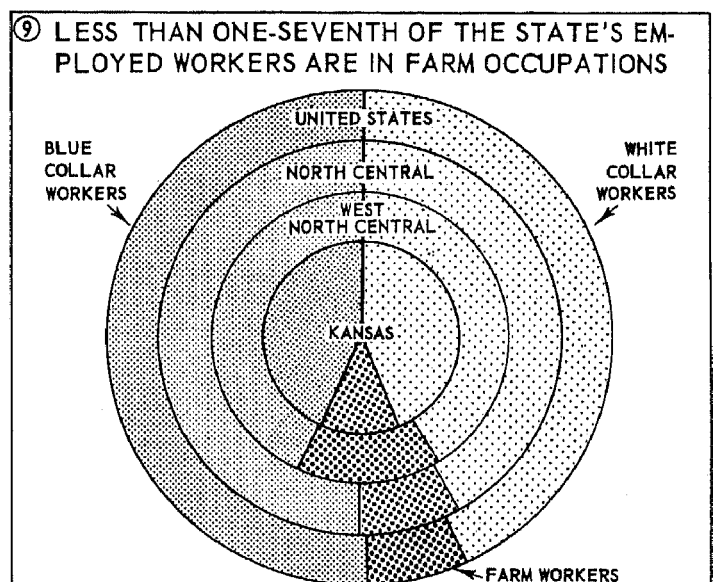 ⑨ LESS THAN ONE-SEVENTH OF THE STATE'S EM-
PLOYED WORKERS ARE IN FARM OCCUPATIONS
UNITED STATES
BLUE
COLLAR
WORKERS
WHITE
COLLAR
WORKERS
NORTH CENTRAL
WEST
NORTH CENTRAL
KANSAS
FARM WORKERS